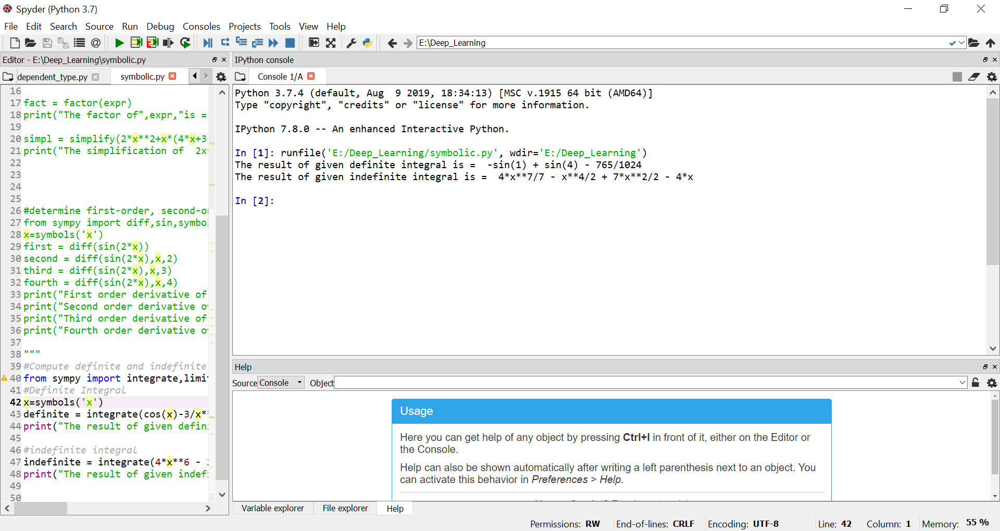 Spyder (Python 3.7)
File Edit Search Source Run Debug Consoles Projects Tools View Help
E:\Deep_Learning
Editor - E:\Deep_Learning\symbolic.py
dependent_type.py symbolic.py
16
17 fact = factor(expr)
18 print("The factor of",expr,"is =
19
20 simpl = simplify(2*x**2+x*(4*x+3
21 print("The simplification of  2x
22
23
24
25
26 #determine first-order, second-or
27 from sympy import diff,sin,symbol
28 x=symbols('x')
29 first = diff(sin(2*x))
30 second = diff(sin(2*x),x,2)
31 third = diff(sin(2*x),x,3)
32 fourth = diff(sin(2*x),x,4)
33 print("First order derivative of
34 print("Second order derivative o
35 print("Third order derivative of
36 print("Fourth order derivative o
37
38 """
39 #Compute definite and indefinite
40 from sympy import integrate,limi
41 #Definite Integral
42 x=symbols('x')
43 definite = integrate(cos(x)-3/x*
44 print("The result of given defin
45
46 #indefinite integral
47 indefinite = integrate(4*x**6 -
48 print("The result of given indef
49
50
IPython console
Console 1/A
Python 3.7.4 (default, Aug  9 2019, 18:34:13) [MSC v.1915 64 bit (AMD64)]
Type "copyright", "credits" or "license" for more information.
IPython 7.8.0 -- An enhanced Interactive Python.
In [1]: runfile('E:/Deep_Learning/symbolic.py', wdir='E:/Deep_Learning')
The result of given definite integral is =  -sin(1) + sin(4) - 765/1024
The result of given indefinite integral is =  4*x**7/7 - x**4/2 + 7*x**2/2 - 4*x
In [2]:
Help
Source Console Object
Usage
Here you can get help of any object by pressing Ctrl+I in front of it, either on the Editor or
the Console.
Help can also be shown automatically after writing a left parenthesis next to an object. You
can activate this behavior in Preferences > Help.
Variable explorer File explorer Help
Permissions: RW End-of-lines: CRLF Encoding: UTF-8 Line: 42 Column: 1 Memory: 55 %